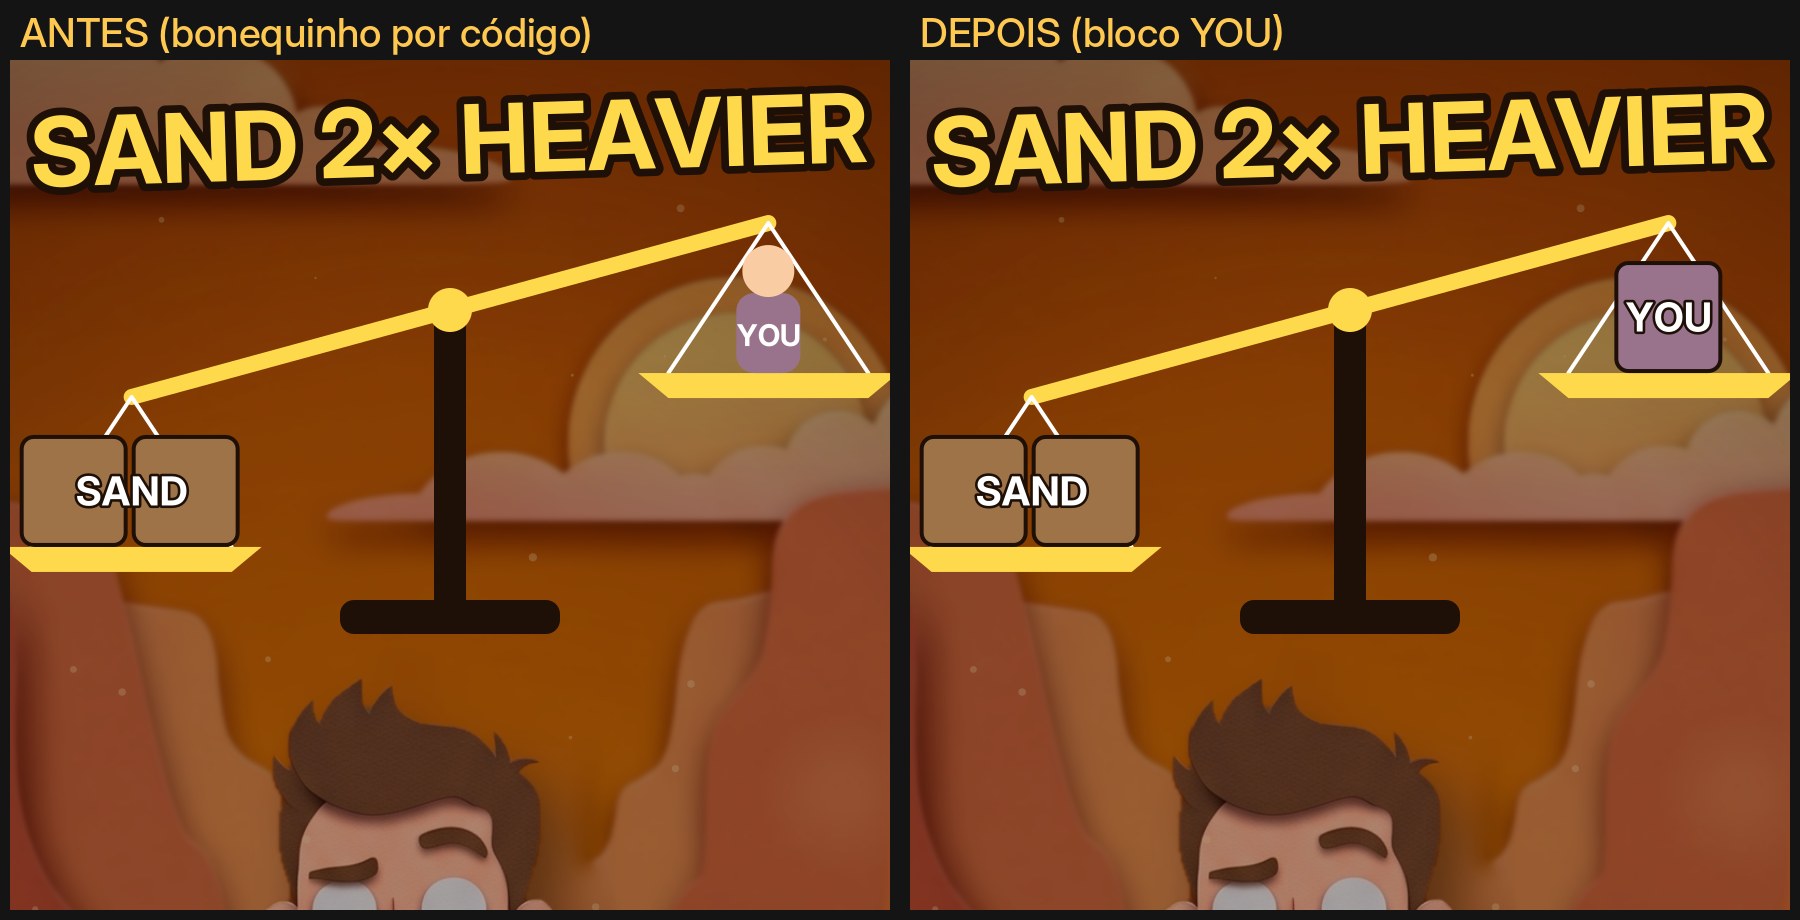 ANTES (bonequinho por código)
SAND 2× HEAVIER
YOU
SAND
DEPOIS (bloco YOU)
SAND 2× HEAVIER
YOU
SAND